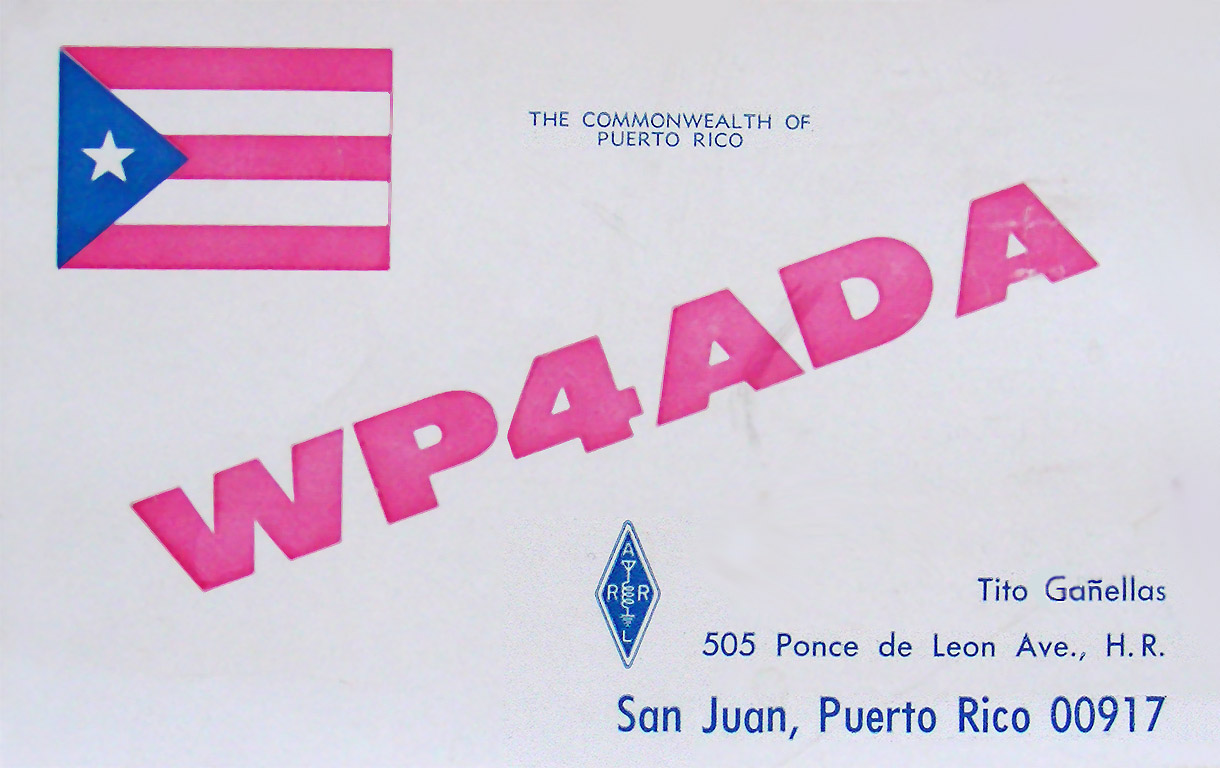 THE COMMONWEALTH OF
PUERTO RICO
WP4ADA
A
R R
L
Tito Gañellas
505 Ponce de Leon Ave., H.R.
San Juan, Puerto Rico 00917